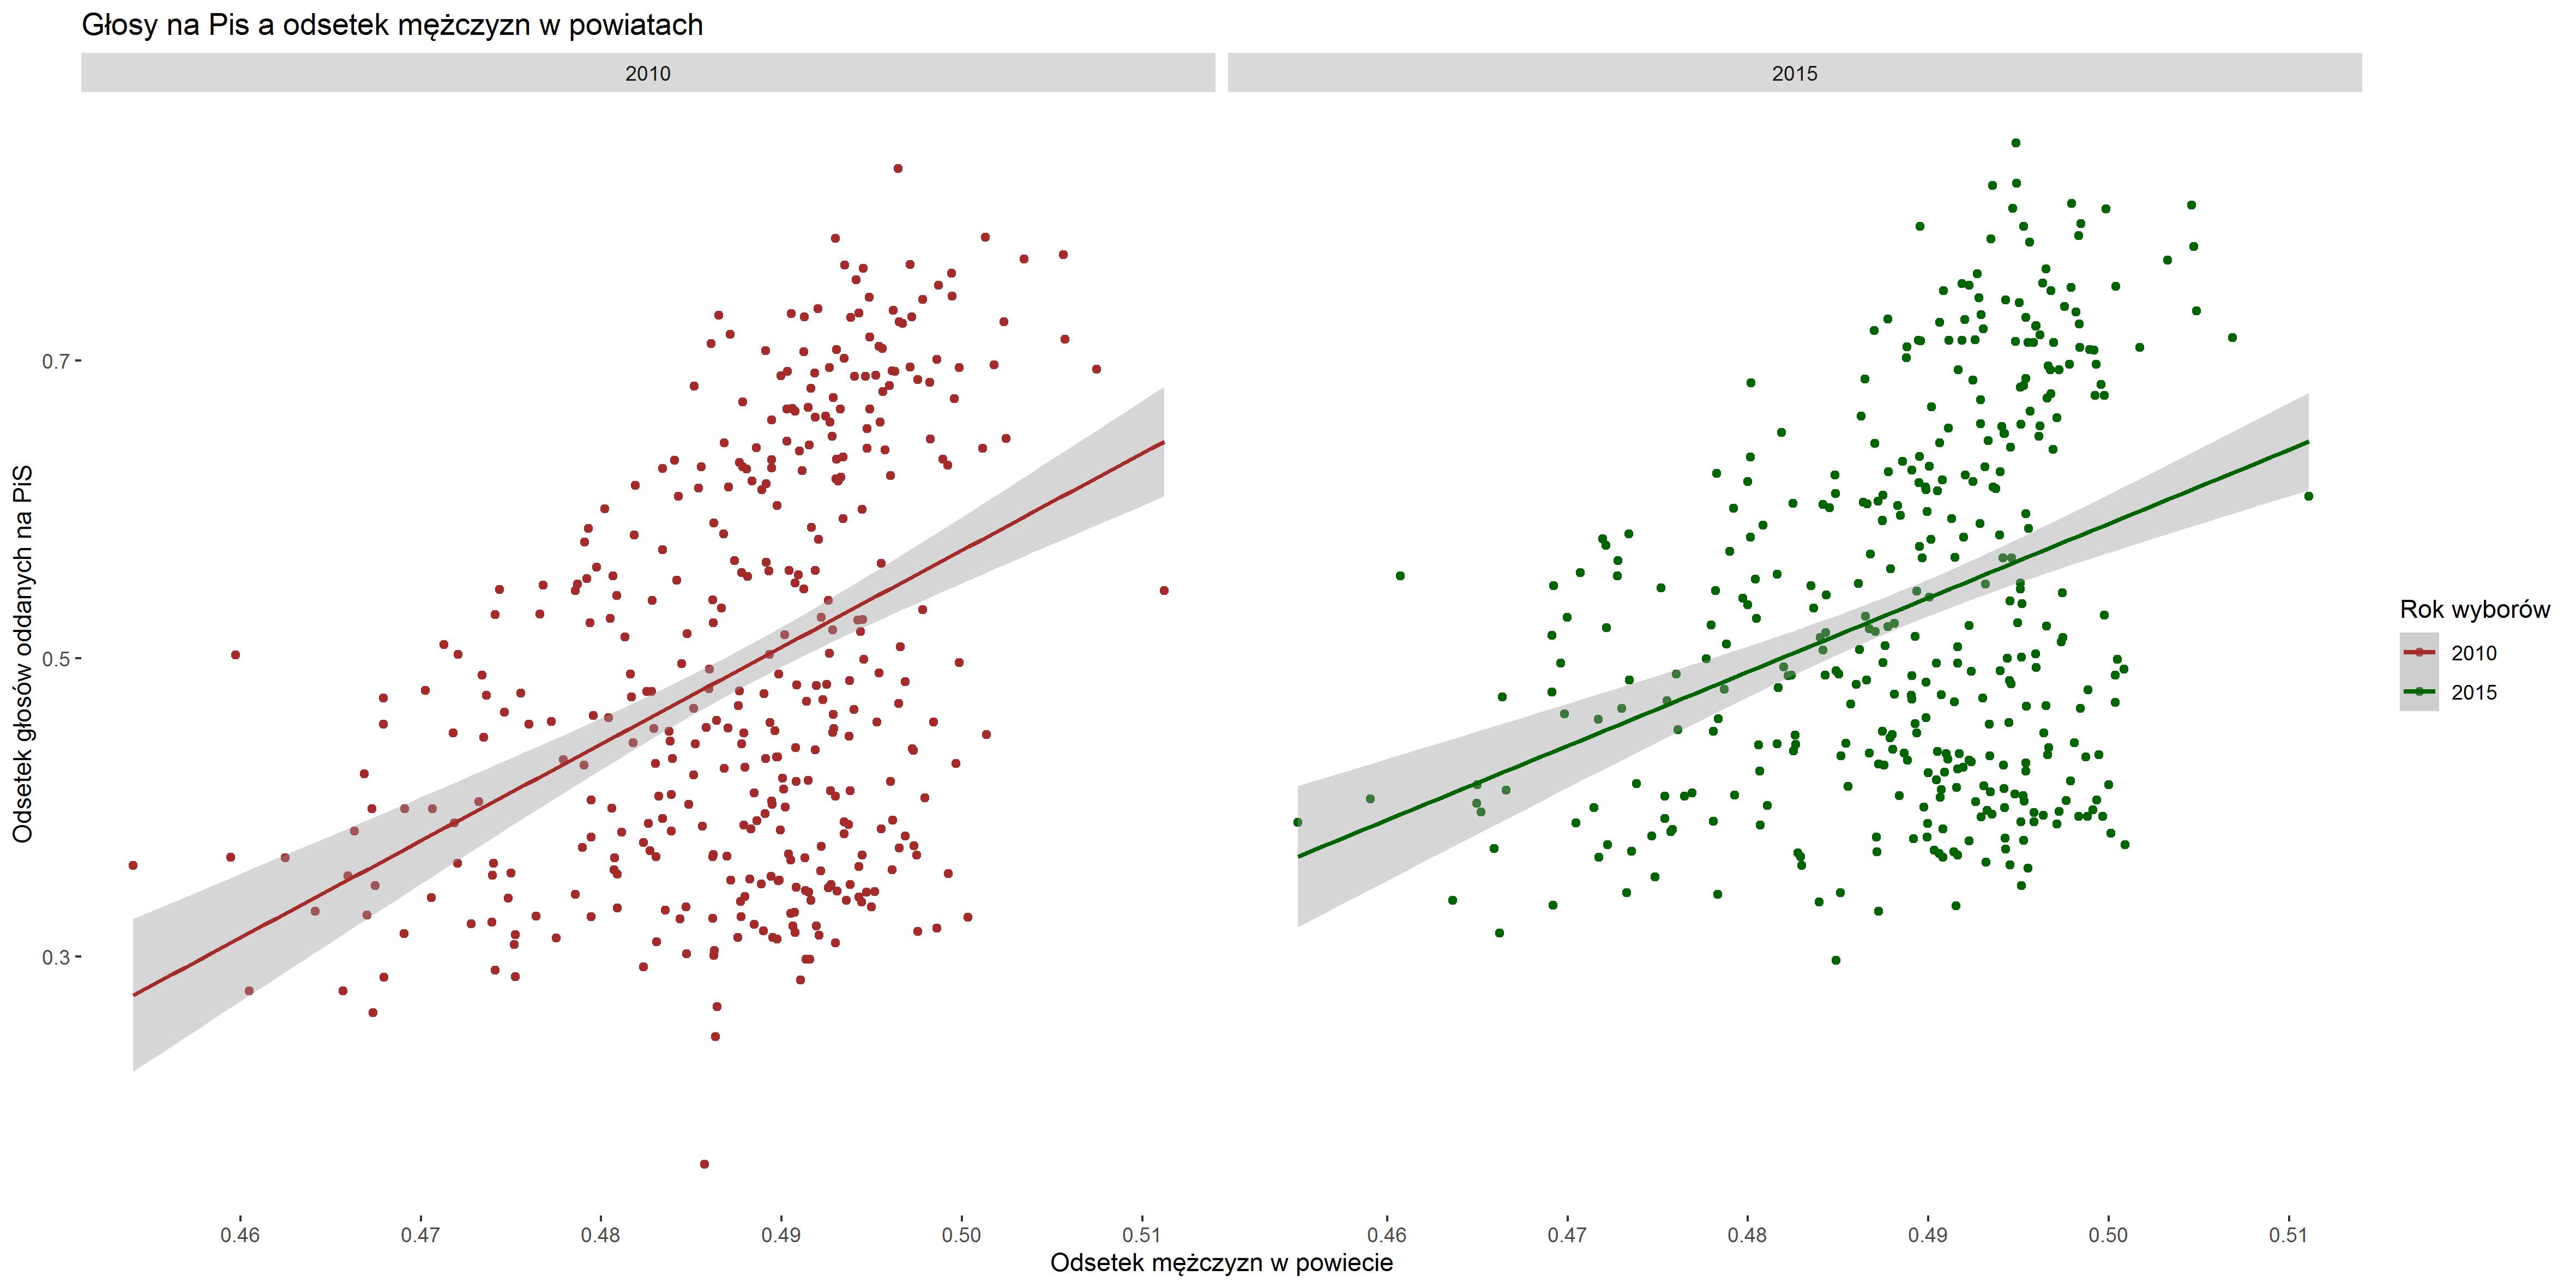 Głosy na Pis a odsetek mężczyzn w powiatach
2010
2015
Odsetek głosów oddanych na PiS
0.7
0.5
0.3
0.46 0.47 0.48 0.49 0.50 0.51
0.46 0.47 0.48 0.49 0.50 0.51
Odsetek mężczyzn w powiecie
Rok wyborów
2010
2015